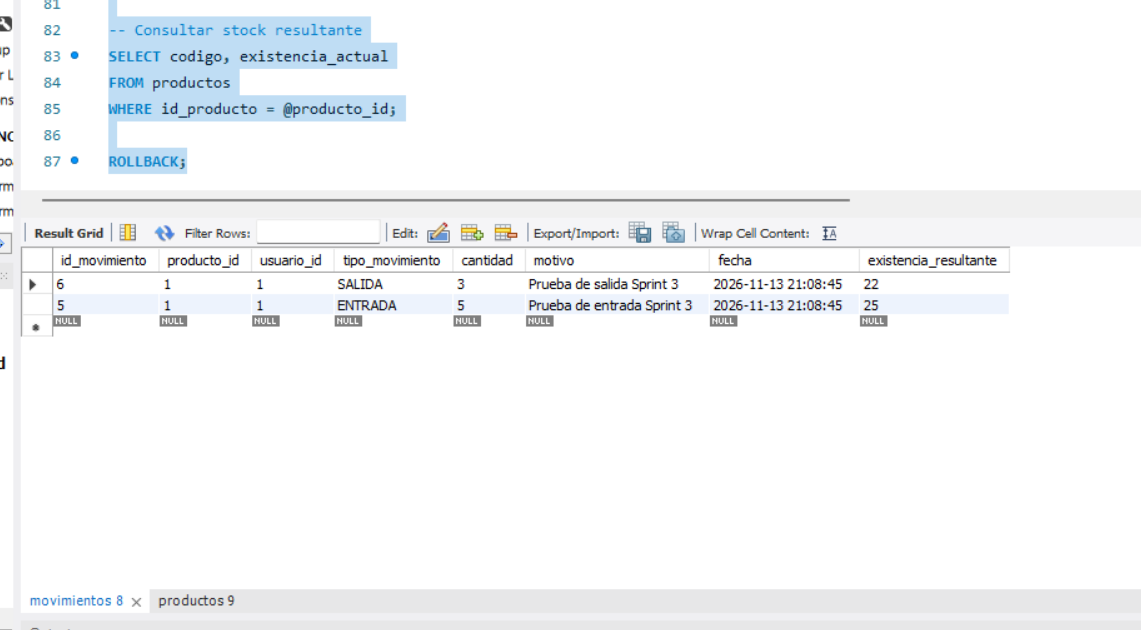 81
82 -- Consultar stock resultante
83 SELECT codigo, existencia_actual
84 FROM productos
85 WHERE id_producto = @producto_id;
86
87 ROLLBACK;
Result Grid Filter Rows: Edit: Export/Import: Wrap Cell Content: IA
id_movimiento producto_id usuario_id tipo_movimiento cantidad motivo fecha existencia_resultante
6 1 1 SALIDA 3 Prueba de salida Sprint 3 2026-11-13 21:08:45 22
5 1 1 ENTRADA 5 Prueba de entrada Sprint 3 2026-11-13 21:08:45 25
NULL NULL NULL NULL NULL NULL NULL NULL
movimientos 8 productos 9